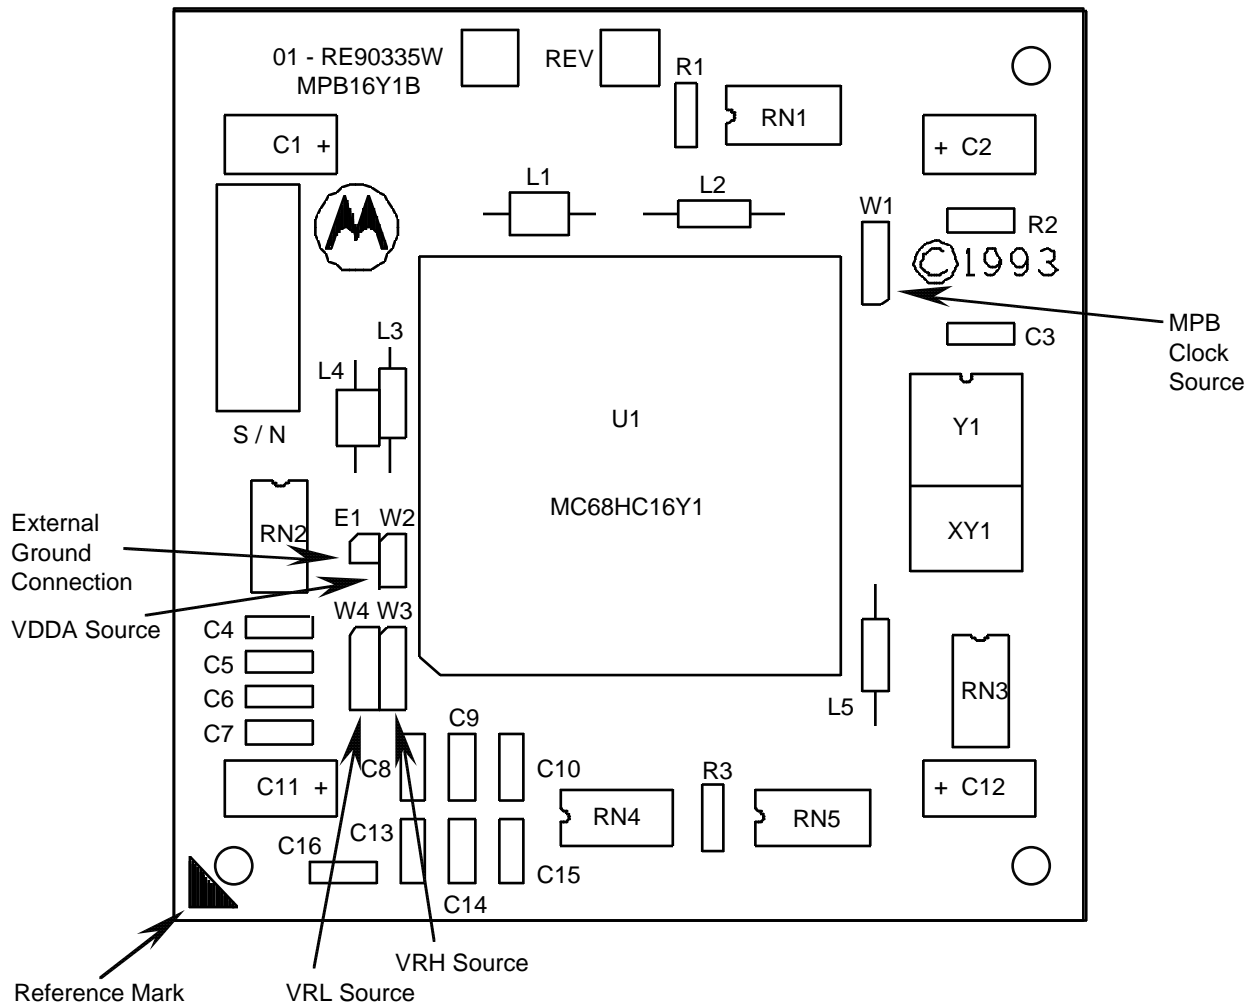 01 - RE90335W
MPB16Y1B
REV
R1
RN1
C1 +
+ C2
L1
L2
W1
R2
©1993
MPB
Clock
Source
C3
L3
L4
S / N
U1
MC68HC16Y1
Y1
XY1
External
Ground
Connection
RN2
E1
W2
VDDA Source
W4
W3
C4
C5
C6
C7
L5
RN3
C8
C9
C10
C11 +
R3
RN4
RN5
+ C12
C13
C16
C14
C15
Reference Mark
VRL Source
VRH Source